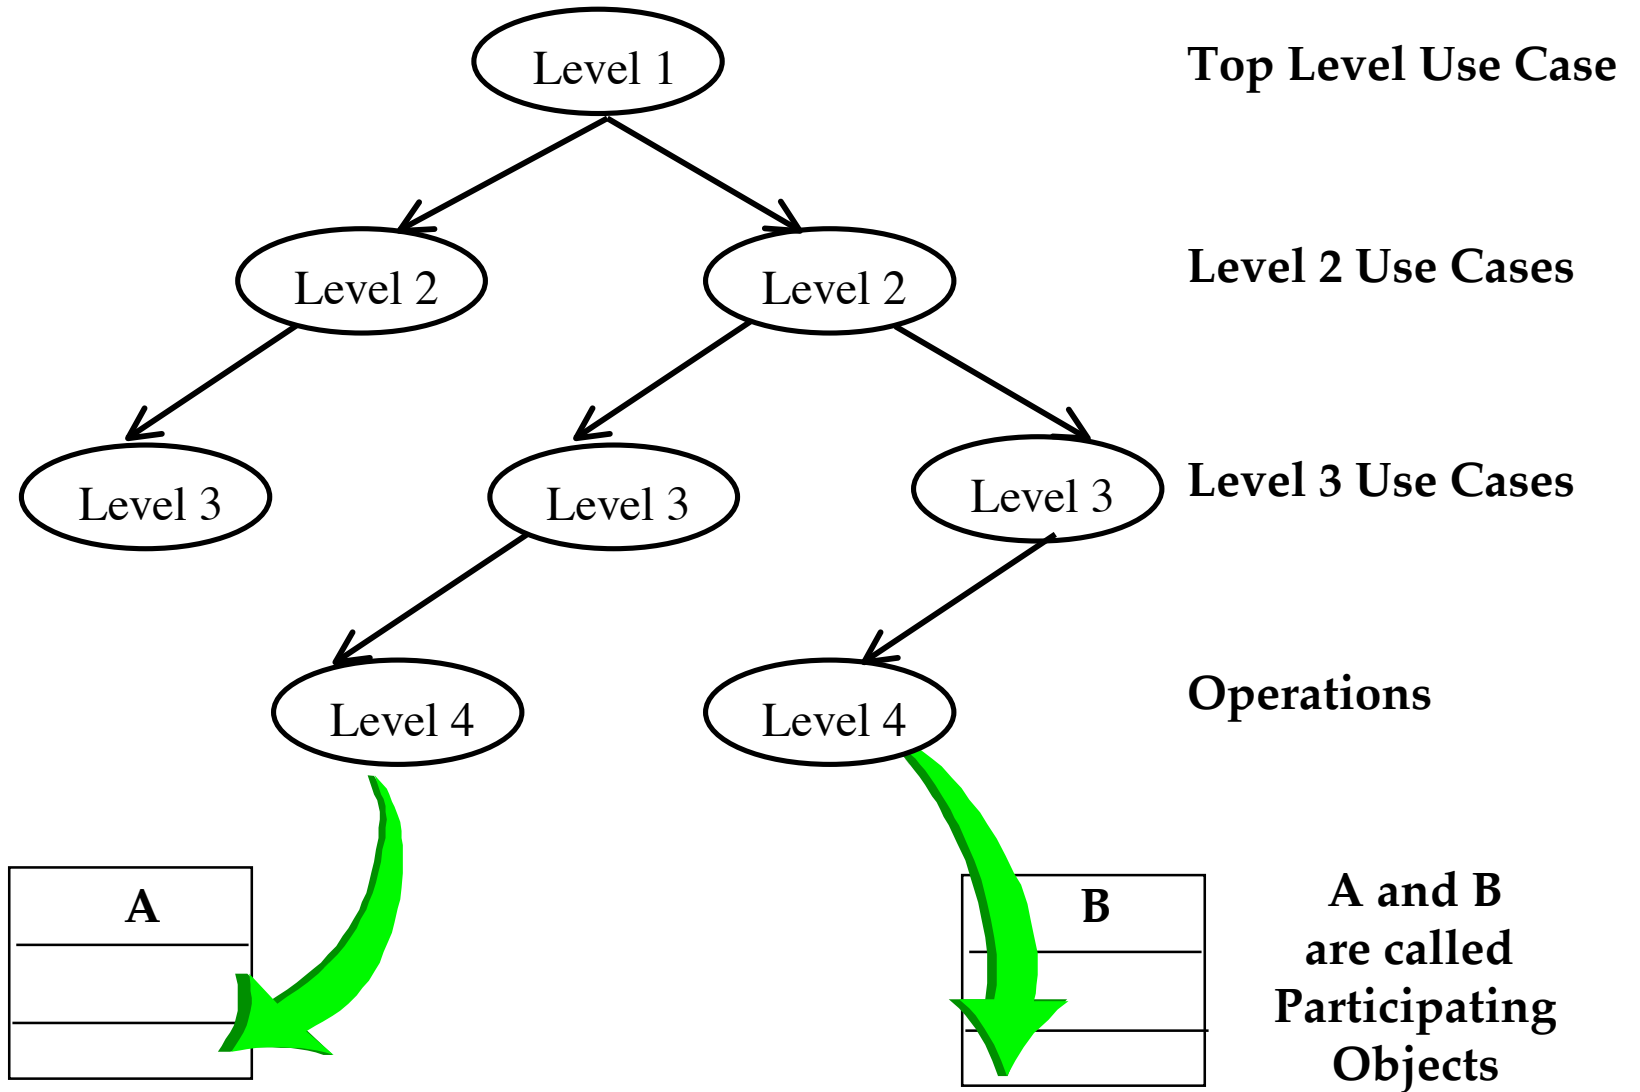 Level 1
Top Level Use Case
Level 2
Level 2
Level 2 Use Cases
Level 3
Level 3
Level 3
Level 3 Use Cases
Level 4
Level 4
Operations
A
B
A and B
are called
Participating
Objects